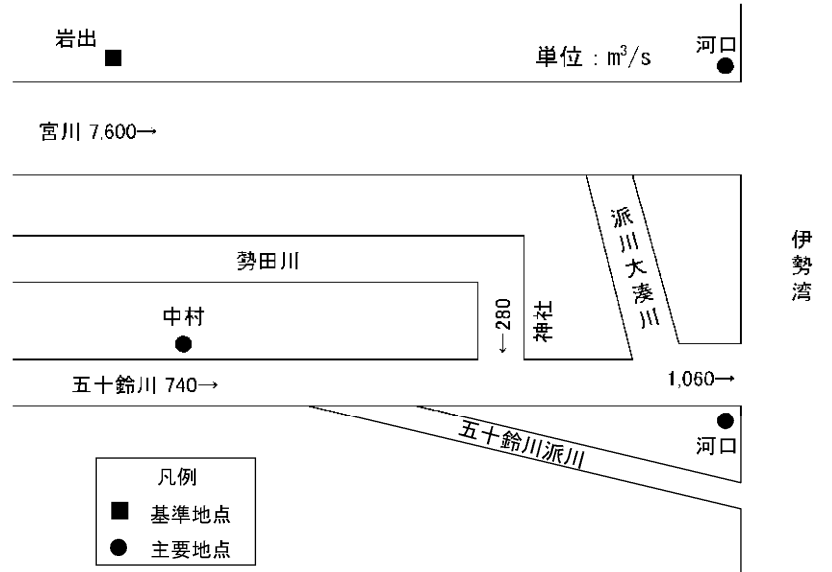 岩出
単位：m³/s
河口
宮川 7,600→
派川大湊川
伊勢湾
勢田川
中村
←280
神社
五十鈴川 740→
1,060→
五十鈴川派川
河口
凡例
■ 基準地点
● 主要地点